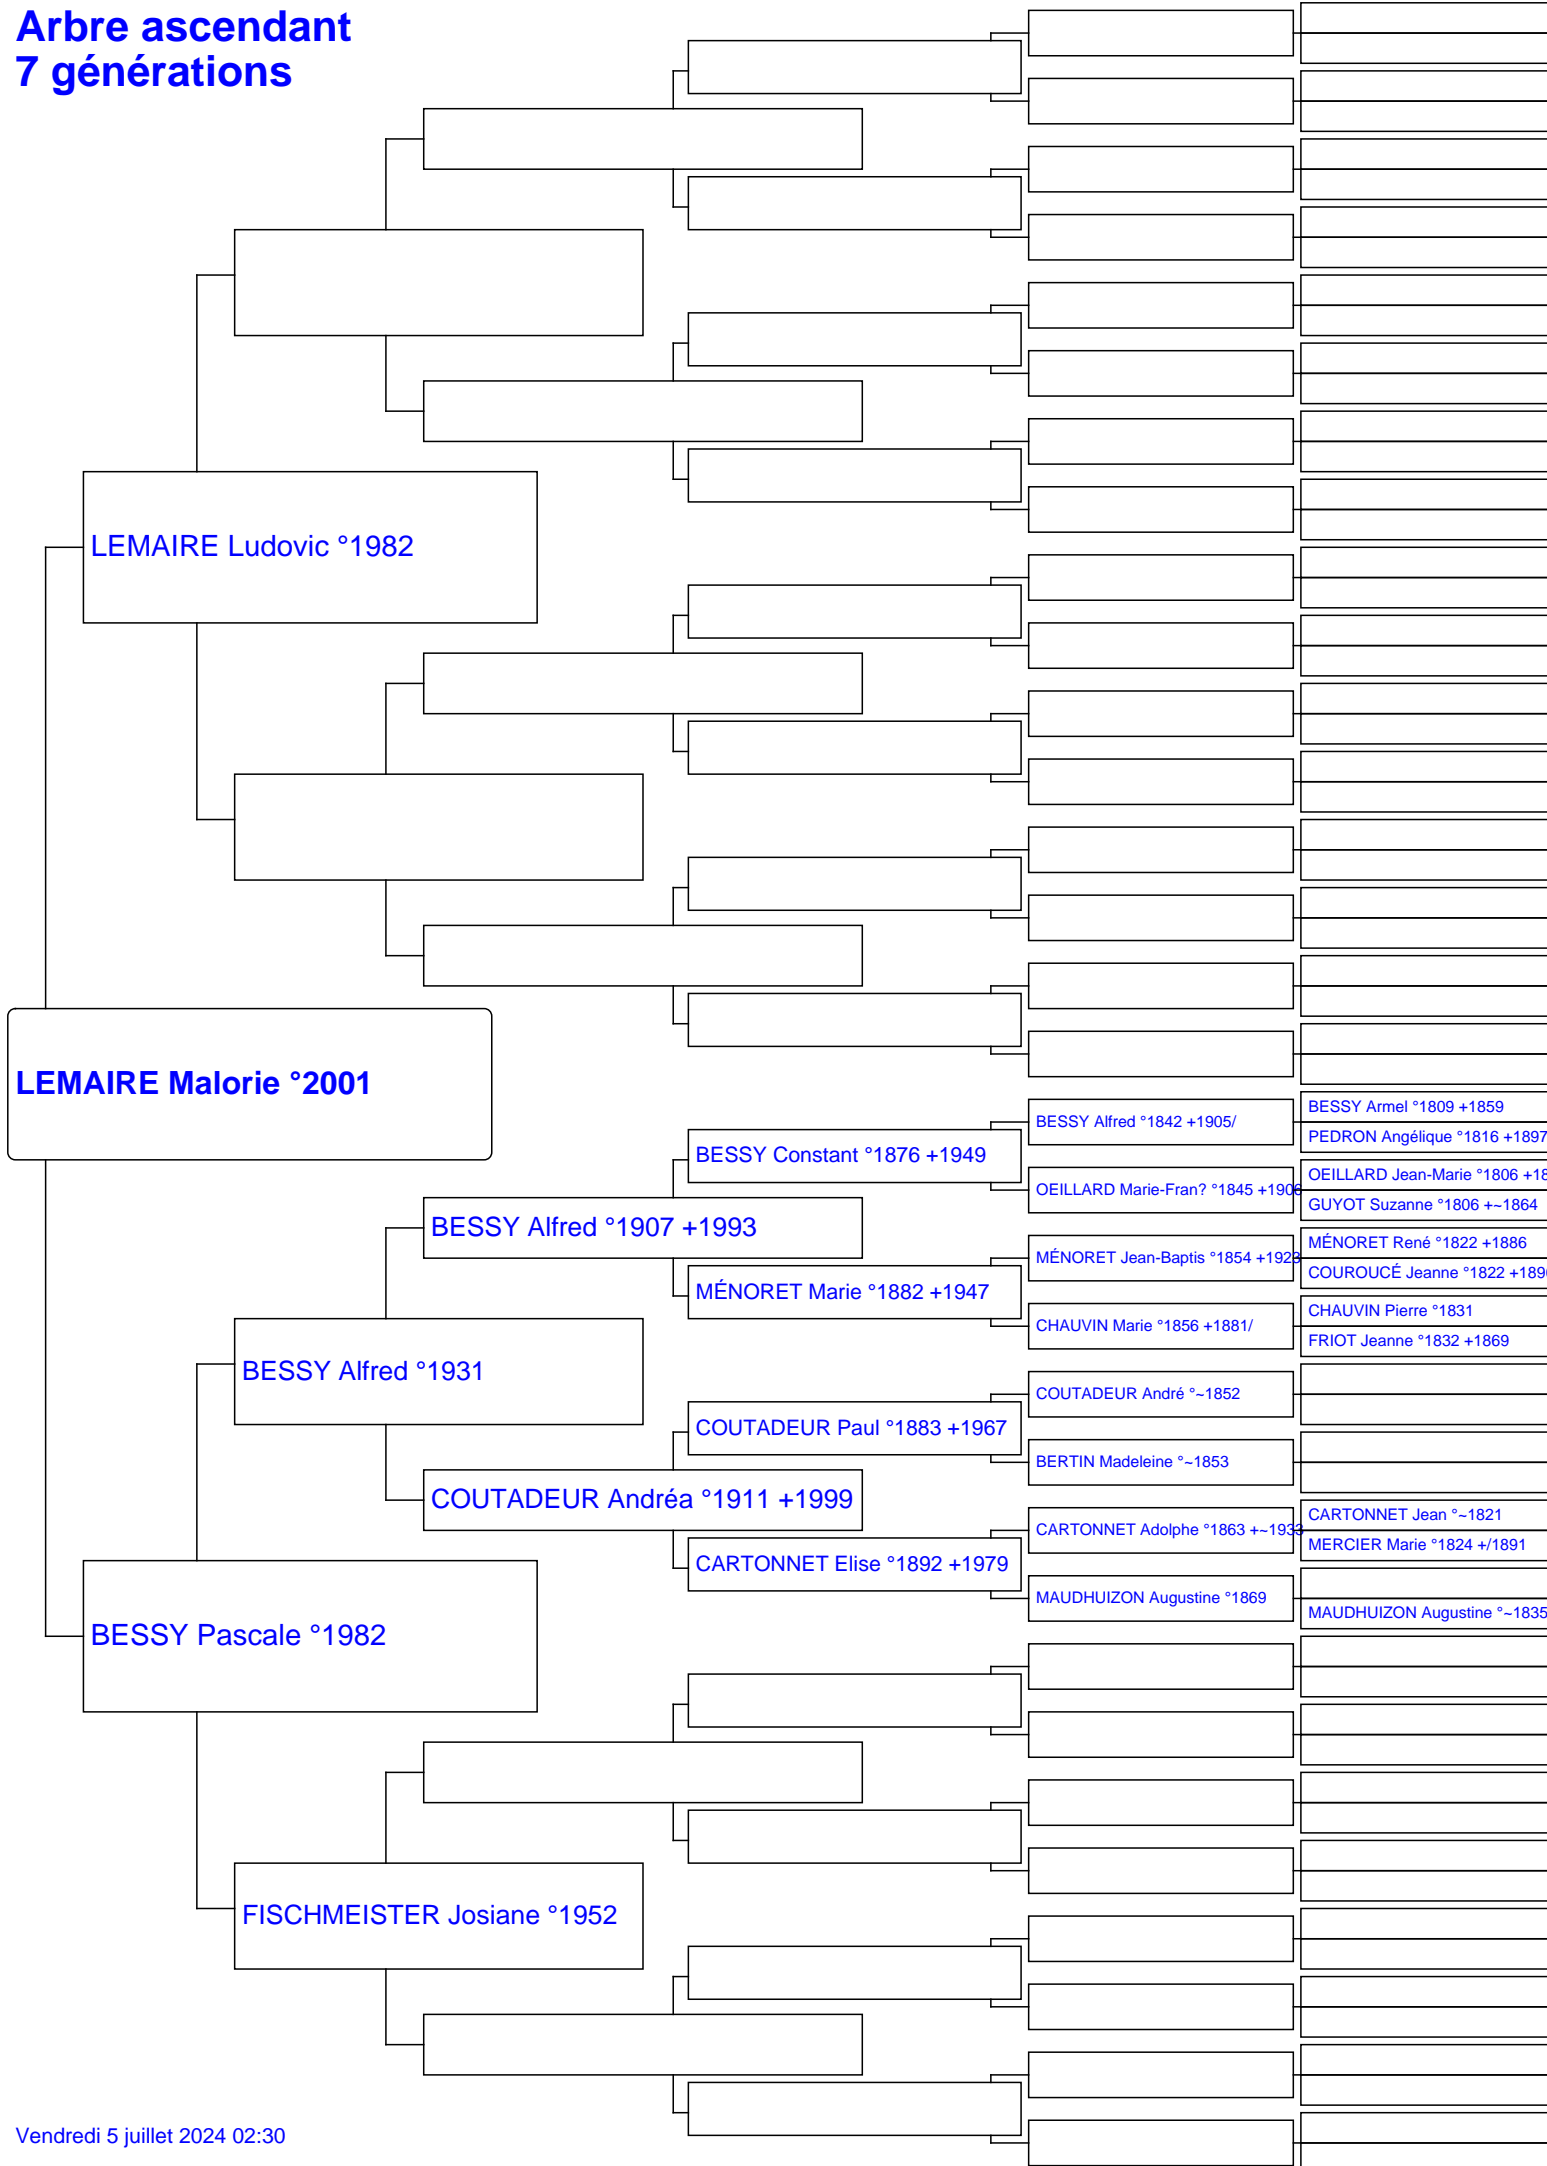 Arbre ascendant
7 générations
LEMAIRE Ludovic °1982
LEMAIRE Malorie °2001
BESSY Armel °1809 +1859
BESSY Alfred °1842 +1905/
PEDRON Angélique °1816 +1897
BESSY Constant °1876 +1949
OEILLARD Jean-Marie °1806 +18
OEILLARD Marie-Fran? °1845 +1906
GUYOT Suzanne °1806 +~1864
BESSY Alfred °1907 +1993
MÉNORET René °1822 +1886
MÉNORET Jean-Baptis °1854 +1923
COUROUCÉ Jeanne °1822 +189
MÉNORET Marie °1882 +1947
CHAUVIN Pierre °1831
CHAUVIN Marie °1856 +1881/
FRIOT Jeanne °1832 +1869
BESSY Alfred °1931
COUTADEUR André °~1852
COUTADEUR Paul °1883 +1967
BERTIN Madeleine °~1853
COUTADEUR Andréa °1911 +1999
CARTONNET Jean °~1821
CARTONNET Adolphe °1863 +~1933
MERCIER Marie °1824 +/1891
CARTONNET Elise °1892 +1979
MAUDHUIZON Augustine °1869
MAUDHUIZON Augustine °~1835
BESSY Pascale °1982
FISCHMEISTER Josiane °1952
Vendredi 5 juillet 2024 02:30